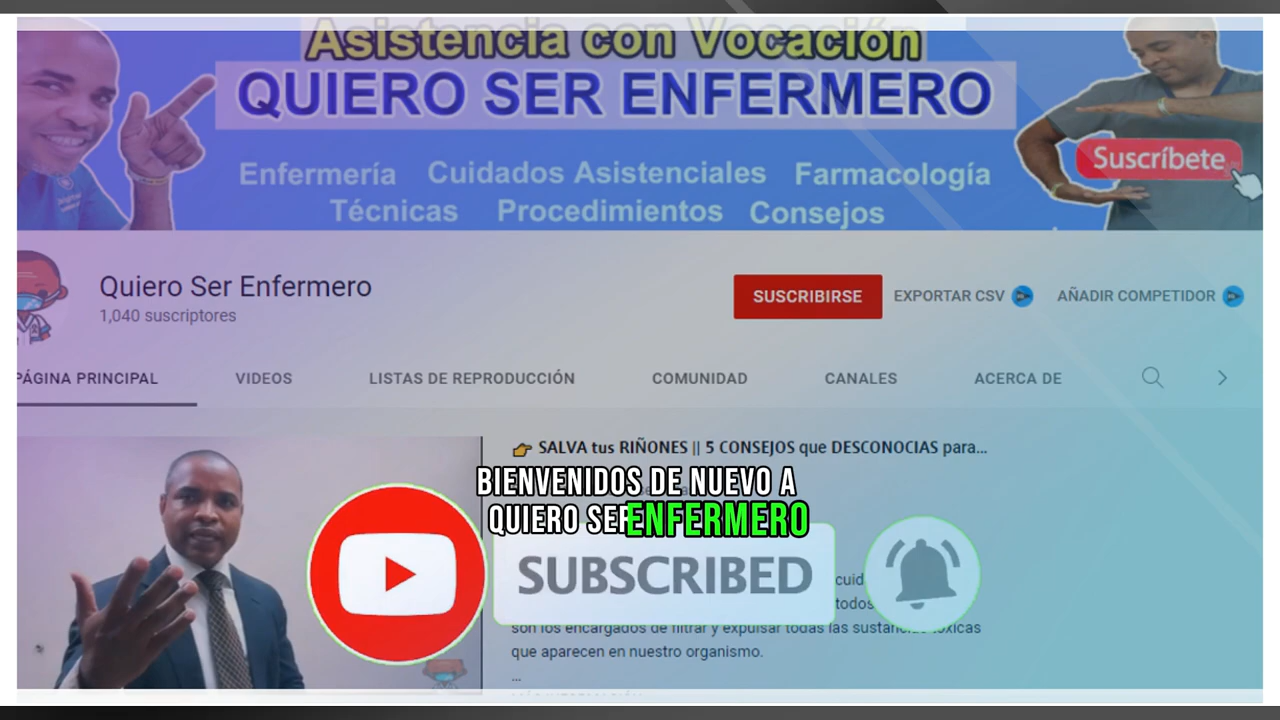 Asistencia con Vocación
QUIERO SER ENFERMERO
Enfermería Cuidados Asistenciales Farmacología
Técnicas Procedimientos Consejos
Suscríbete
Quiero Ser Enfermero
1,040 suscriptores
SUSCRIBIRSE EXPORTAR CSV AÑADIR COMPETIDOR
PÁGINA PRINCIPAL VIDEOS LISTAS DE REPRODUCCIÓN COMUNIDAD CANALES ACERCA DE
SALVA tus RIÑONES || 5 CONSEJOS que DESCONOCIAS para...
BIENVENIDOS DE NUEVO A
QUIERO SER ENFERMERO
SUBSCRIBED
son los encargados de filtrar y expulsar todas las sustancias tóxicas
que aparecen en nuestro organismo.
...